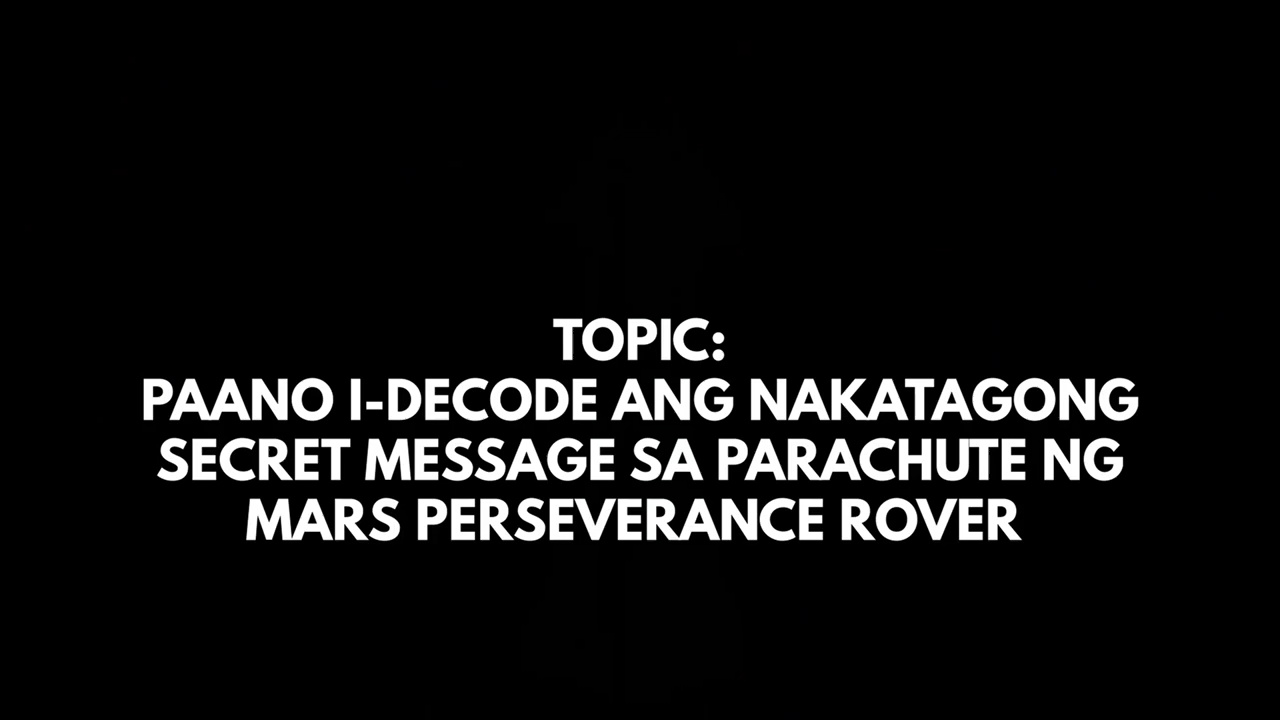 TOPIC:
PAANO I-DECODE ANG NAKATAGONG
SECRET MESSAGE SA PARACHUTE NG
MARS PERSEVERANCE ROVER